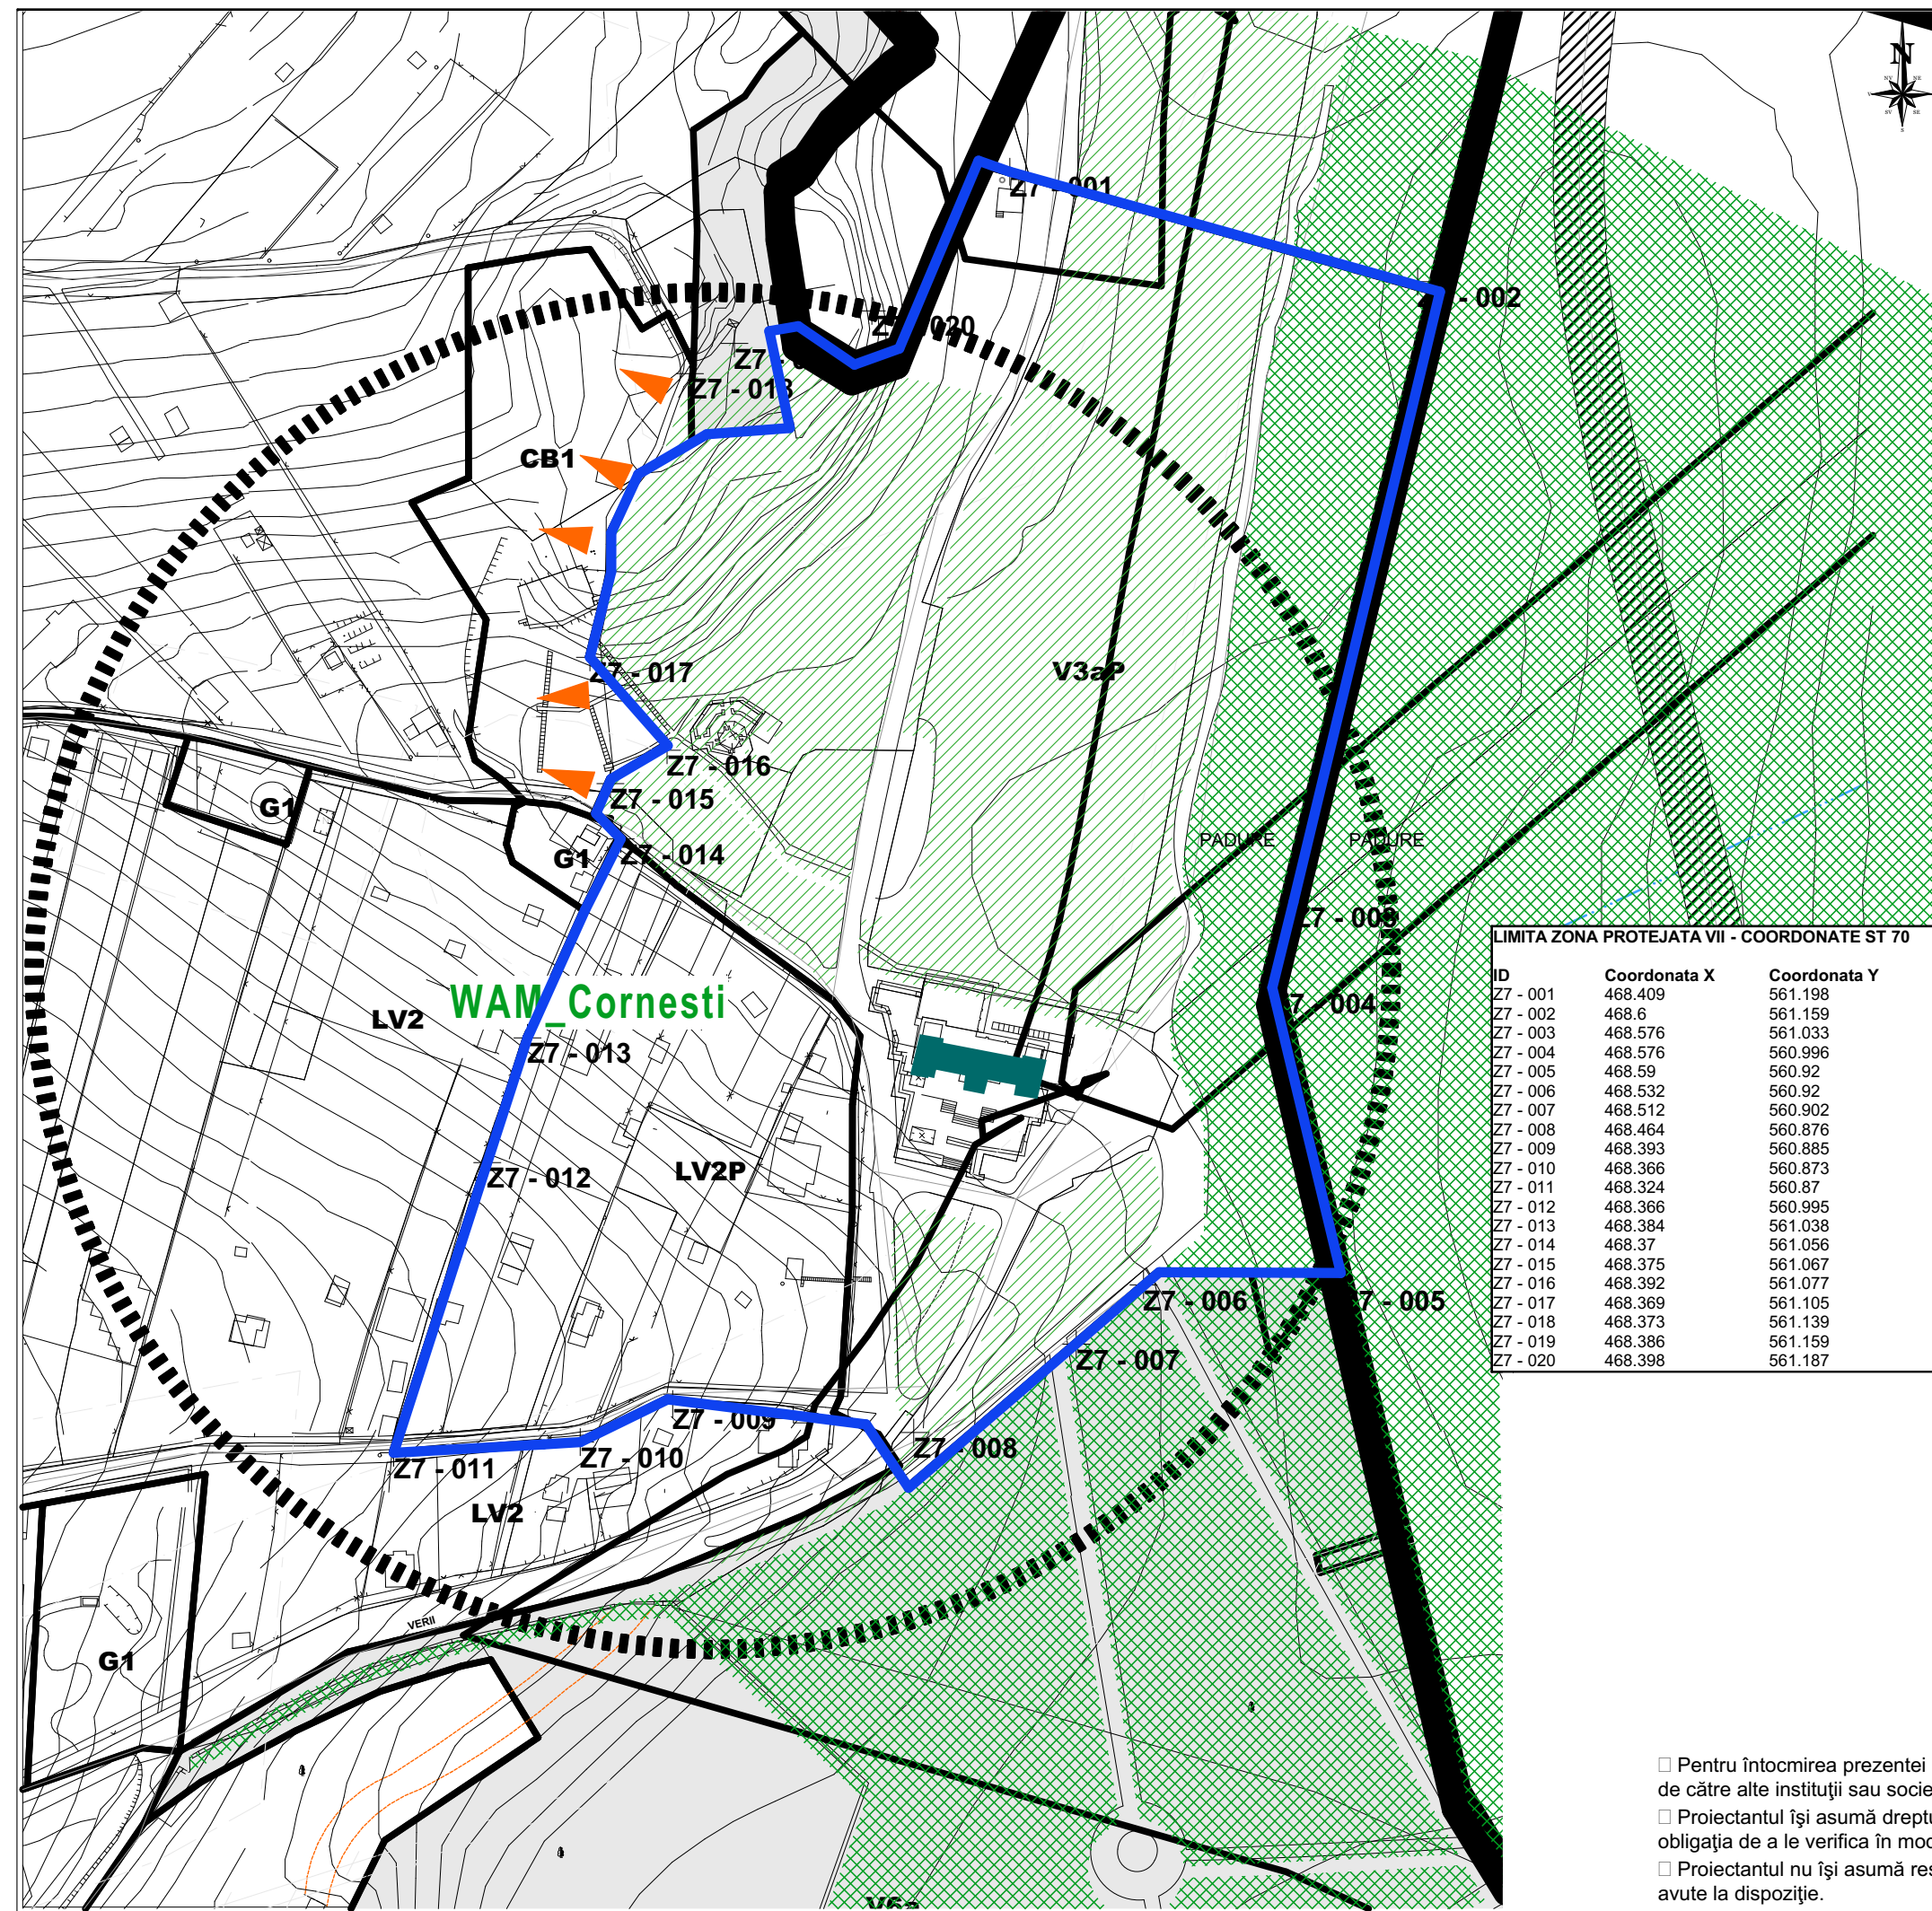 N
NV NE
V
SV SE
S
Z7 - 001
- 002
020
Z7 -
Z7 - 018
CB1
Z7 - 017
V3aP
Z7 - 016
Z7 - 015
G1
PADURE PADURE
G1
Z7 - 014
Z7 - 003
WAM_Cornesti
LV2
7 - 004
Z7 - 013
LV2P
Z7 - 012
Z7 - 006
7 - 005
Z7 - 007
Z7 - 009
Z7 - 008
Z7 - 010
Z7 - 011
LV2
VERII
G1
V6a
LIMITA ZONA PROTEJATA VII - COORDONATE ST 70
ID Coordonata X Coordonata Y
Z7 - 001 468.409 561.198
Z7 - 002 468.6 561.159
Z7 - 003 468.576 561.033
Z7 - 004 468.576 560.996
Z7 - 005 468.59 560.92
Z7 - 006 468.532 560.92
Z7 - 007 468.512 560.902
Z7 - 008 468.464 560.876
Z7 - 009 468.393 560.885
Z7 - 010 468.366 560.873
Z7 - 011 468.324 560.87
Z7 - 012 468.366 560.995
Z7 - 013 468.384 561.038
Z7 - 014 468.37 561.056
Z7 - 015 468.375 561.067
Z7 - 016 468.392 561.077
Z7 - 017 468.369 561.105
Z7 - 018 468.373 561.139
Z7 - 019 468.386 561.159
Z7 - 020 468.398 561.187
Pentru întocmirea prezentei
de către alte instituţii sau socie
Proiectantul îşi asumă dreptu
obligaţia de a le verifica în moc
Proiectantul nu îşi asumă res
avute la dispoziţie.